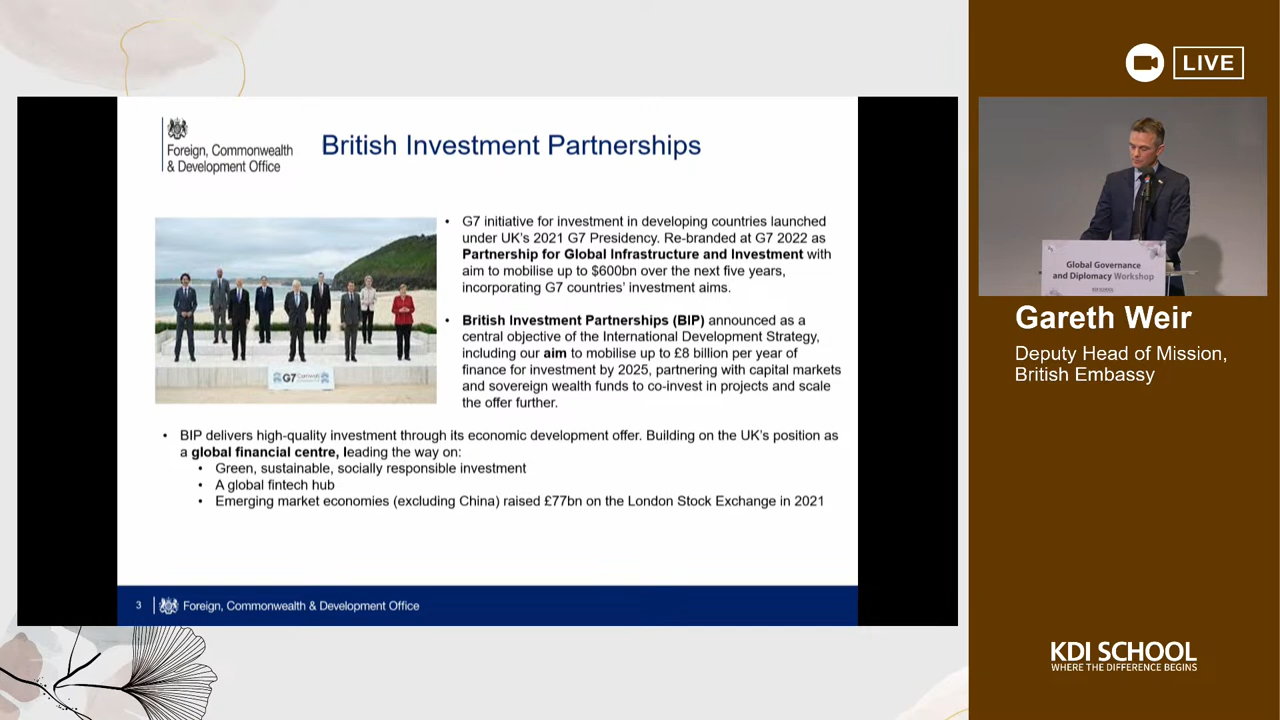 Foreign, Commonwealth
& Development Office
British Investment Partnerships
• G7 initiative for investment in developing countries launched
under UK's 2021 G7 Presidency. Re-branded at G7 2022 as
Partnership for Global Infrastructure and Investment with
aim to mobilise up to $600bn over the next five years,
incorporating G7 countries' investment aims.
• British Investment Partnerships (BIP) announced as a
central objective of the International Development Strategy,
including our aim to mobilise up to £8 billion per year of
finance for investment by 2025, partnering with capital markets
and sovereign wealth funds to co-invest in projects and scale
the offer further.
G7 Cornwall
• BIP delivers high-quality investment through its economic development offer. Building on the UK's position as
a global financial centre, leading the way on:
• Green, sustainable, socially responsible investment
• A global fintech hub
• Emerging market economies (excluding China) raised £77bn on the London Stock Exchange in 2021
3
Foreign, Commonwealth & Development Office
LIVE
Global Governance
and Diplomacy Workshop
KDI SCHOOL
Gareth Weir
Deputy Head of Mission,
British Embassy
KDI SCHOOL
WHERE THE DIFFERENCE BEGINS